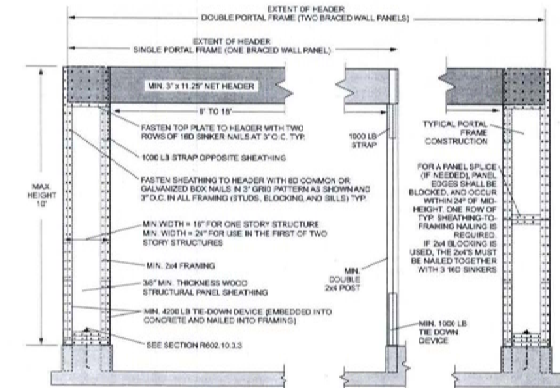 EXTENT OF HEADER
DOUBLE PORTAL FRAME (TWO BRACED WALL PANELS)
EXTENT OF HEADER
SINGLE PORTAL FRAME (ONE BRACED WALL PANEL)
MIN. 3" x 11.25" NET HEADER
6' TO 18'
FASTEN TOP PLATE TO HEADER WITH TWO
ROWS OF 16D SINKER NAILS AT 3" O.C. TYP.
1000 LB STRAP OPPOSITE SHEATHING
FASTEN SHEATHING TO HEADER WITH 8D COMMON OR
GALVANIZED BOX NAILS IN 3" GRID PATTERN AS SHOWN AND
3" O.C. IN ALL FRAMING (STUDS, BLOCKING, AND SILLS) TYP.
MIN. WIDTH = 16" FOR ONE STORY STRUCTURE
MIN. WIDTH = 24" FOR USE IN THE FIRST OF TWO
STORY STRUCTURES
MIN. 2x4 FRAMING
3/8" MIN. THICKNESS WOOD
STRUCTURAL PANEL SHEATHING
MIN. 4200 LB TIE-DOWN DEVICE (EMBEDDED INTO
CONCRETE AND NAILED INTO FRAMING)
SEE SECTION R602.10.3.3
MAX.
HEIGHT
10'
1000 LB
STRAP
MIN.
DOUBLE
2x4 POST
MIN. 1000 LB
TIE DOWN
DEVICE
TYPICAL PORTAL
FRAME
CONSTRUCTION
FOR A PANEL SPLICE
(IF NEEDED), PANEL
EDGES SHALL BE
BLOCKED, AND OCCUR
WITHIN 24" OF MID-
HEIGHT. ONE ROW OF
TYP. SHEATHING-TO-
FRAMING NAILING IS
REQUIRED.
IF 2x4 BLOCKING IS
USED, THE 2x4'S MUST
BE NAILED TOGETHER
WITH 3 16D SINKERS